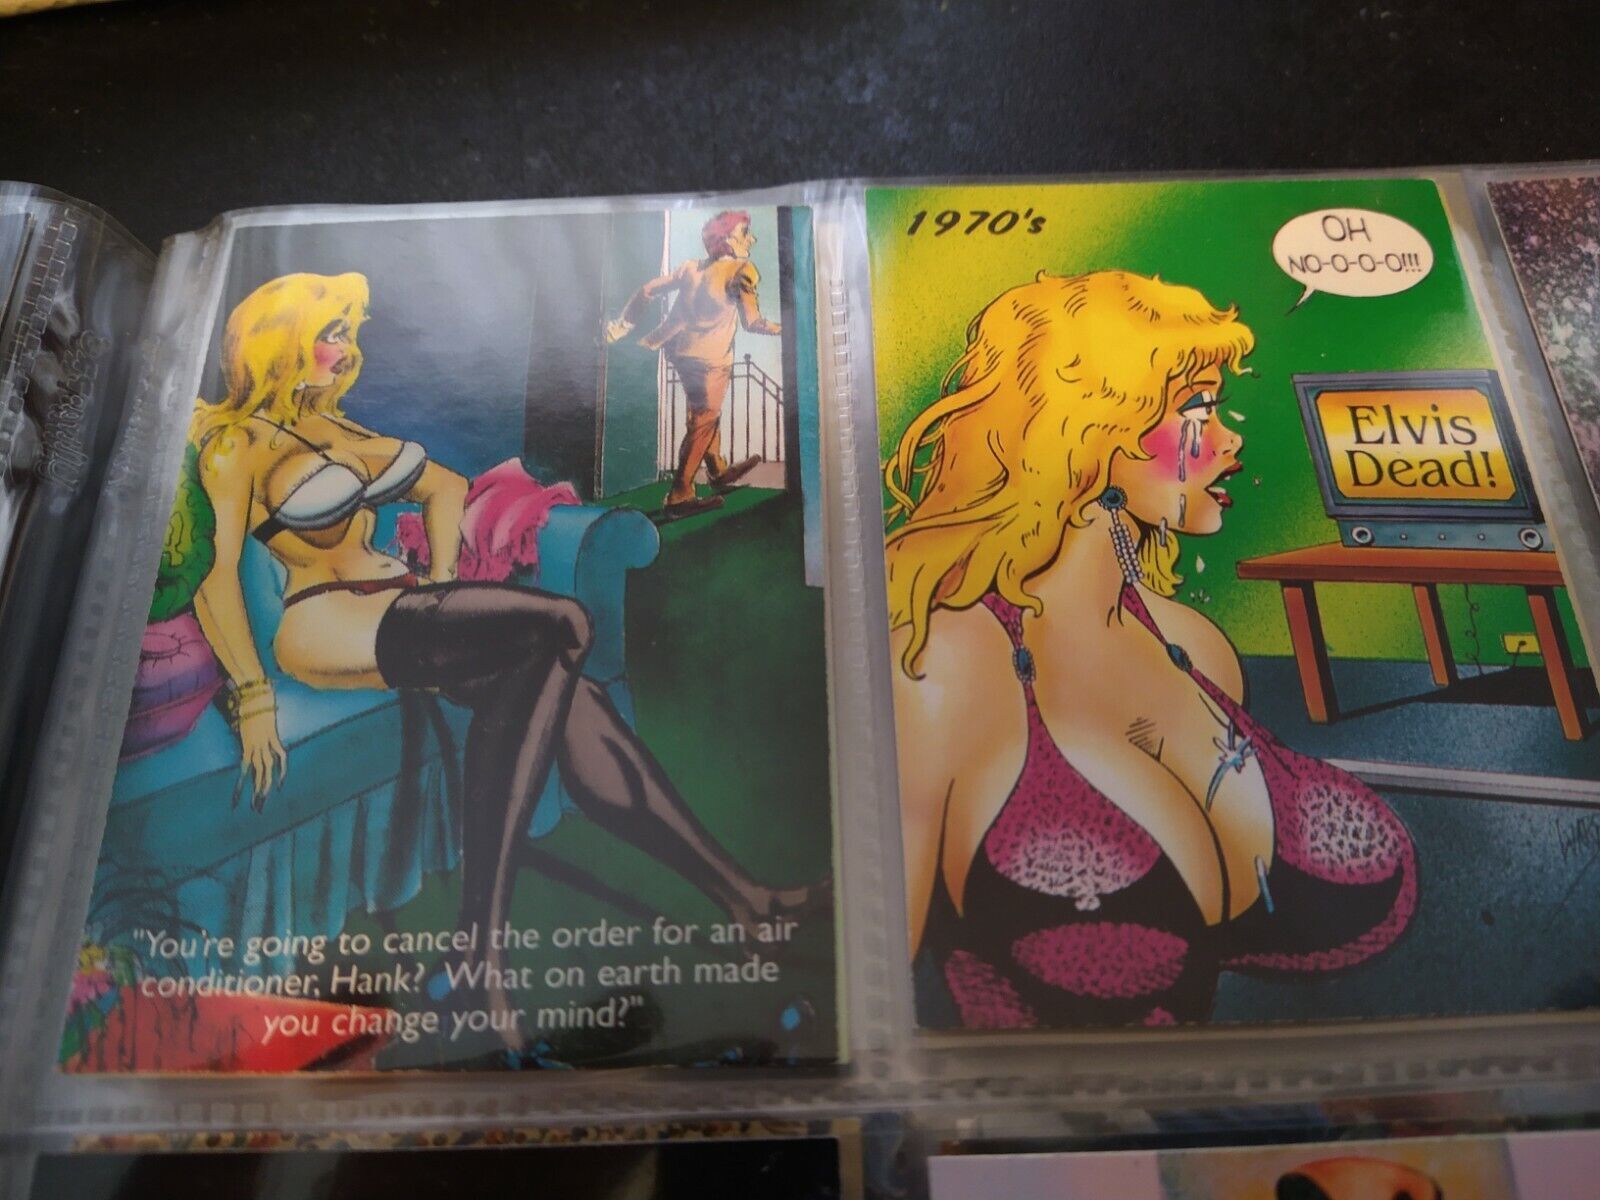 "You're going to cancel the order for an air
conditioner, Hank? What on earth made
you change your mind?"
1970's
OH
NO-O-O-O!!!
Elvis
Dead!